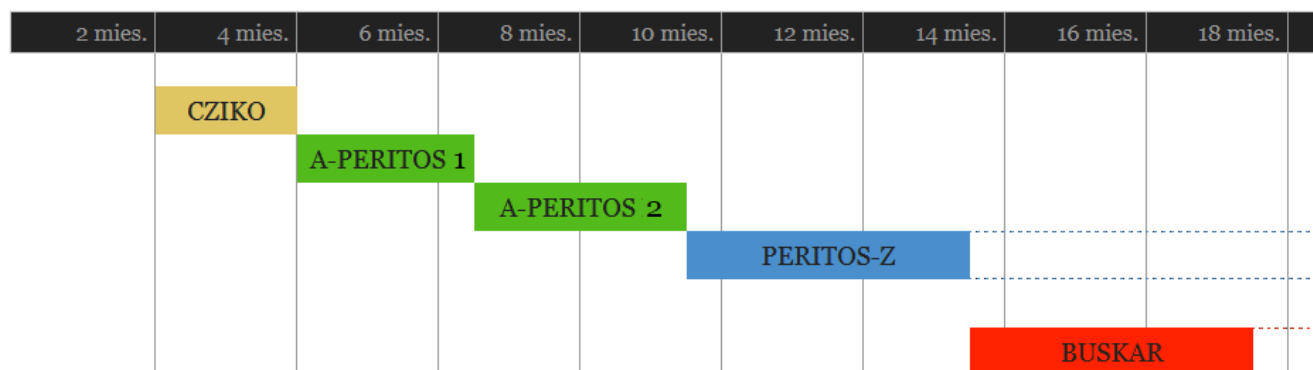 2 mies. 4 mies. 6 mies. 8 mies. 10 mies. 12 mies. 14 mies. 16 mies. 18 mies.
CZIKO
A-PERITOS 1
A-PERITOS 2
PERITOS-Z
BUSKAR